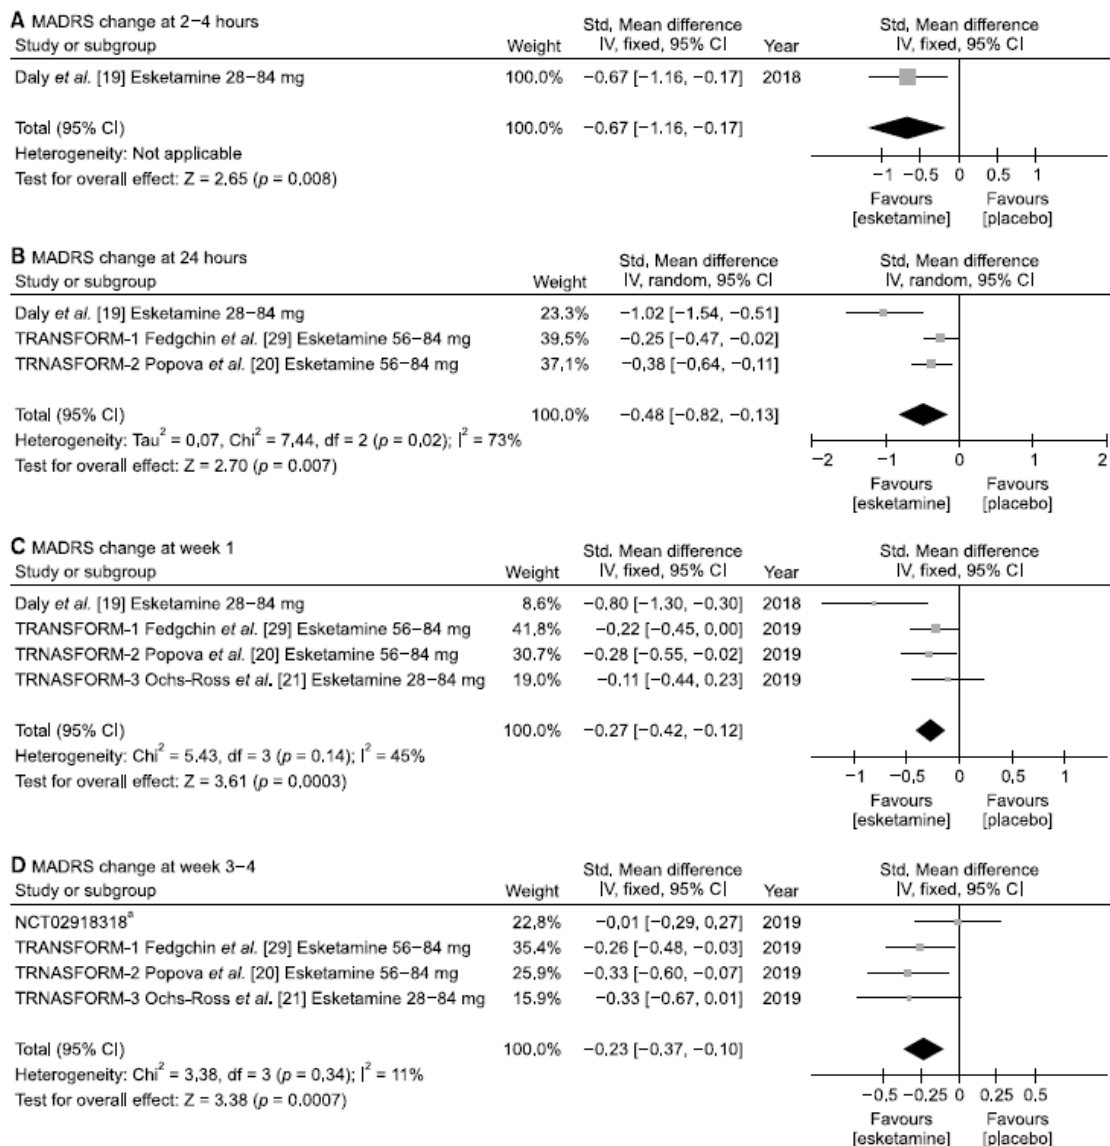 A MADRS change at 2−4 hours
Std. Mean difference Std. Mean difference
Study or subgroup Weight IV, fixed, 95% CI Year IV, fixed, 95% CI
Daly et al. [19] Esketamine 28−84 mg 100.0% −0.67 [−1.16, −0.17] 2018
Total (95% CI) 100.0% −0.67 [−1.16, −0.17]
Heterogeneity: Not applicable
Test for overall effect: Z = 2.65 (p = 0.008)
−1 −0.5 0 0.5 1
Favours Favours
[esketamine] [placebo]
B MADRS change at 24 hours
Std. Mean difference Std. Mean difference
Study or subgroup Weight IV, random, 95% CI IV, random, 95% CI
Daly et al. [19] Esketamine 28−84 mg 23.3% −1.02 [−1.54, −0.51]
TRANSFORM-1 Fedgchin et al. [29] Esketamine 56−84 mg 39.5% −0.25 [−0.47, −0.02]
TRNASFORM-2 Popova et al. [20] Esketamine 56−84 mg 37.1% −0.38 [−0.64, −0.11]
Total (95% CI) 100.0% −0.48 [−0.82, −0.13]
Heterogeneity: Tau² = 0.07, Chi² = 7.44, df = 2 (p = 0.02); I² = 73%
Test for overall effect: Z = 2.70 (p = 0.007)
−2 −1 0 1 2
Favours Favours
[esketamine] [placebo]
C MADRS change at week 1
Std. Mean difference Std. Mean difference
Study or subgroup Weight IV, fixed, 95% CI Year IV, fixed, 95% CI
Daly et al. [19] Esketamine 28−84 mg 8.6% −0.80 [−1.30, −0.30] 2018
TRANSFORM-1 Fedgchin et al. [29] Esketamine 56−84 mg 41.8% −0.22 [−0.45, 0.00] 2019
TRNASFORM-2 Popova et al. [20] Esketamine 56−84 mg 30.7% −0.28 [−0.55, −0.02] 2019
TRNASFORM-3 Ochs-Ross et al. [21] Esketamine 28−84 mg 19.0% −0.11 [−0.44, 0.23] 2019
Total (95% CI) 100.0% −0.27 [−0.42, −0.12]
Heterogeneity: Chi² = 5.43, df = 3 (p = 0.14); I² = 45%
Test for overall effect: Z = 3.61 (p = 0.0003)
−1 −0.5 0 0.5 1
Favours Favours
[esketamine] [placebo]
D MADRS change at week 3−4
Std. Mean difference Std. Mean difference
Study or subgroup Weight IV, fixed, 95% CI Year IV, fixed, 95% CI
NCT02918318ᵃ 22.8% −0.01 [−0.29, 0.27] 2019
TRANSFORM-1 Fedgchin et al. [29] Esketamine 56−84 mg 35.4% −0.26 [−0.48, −0.03] 2019
TRNASFORM-2 Popova et al. [20] Esketamine 56−84 mg 25.9% −0.33 [−0.60, −0.07] 2019
TRNASFORM-3 Ochs-Ross et al. [21] Esketamine 28−84 mg 15.9% −0.33 [−0.67, 0.01] 2019
Total (95% CI) 100.0% −0.23 [−0.37, −0.10]
Heterogeneity: Chi² = 3.38, df = 3 (p = 0.34); I² = 11%
Test for overall effect: Z = 3.38 (p = 0.0007)
−0.5 −0.25 0 0.25 0.5
Favours Favours
[esketamine] [placebo]